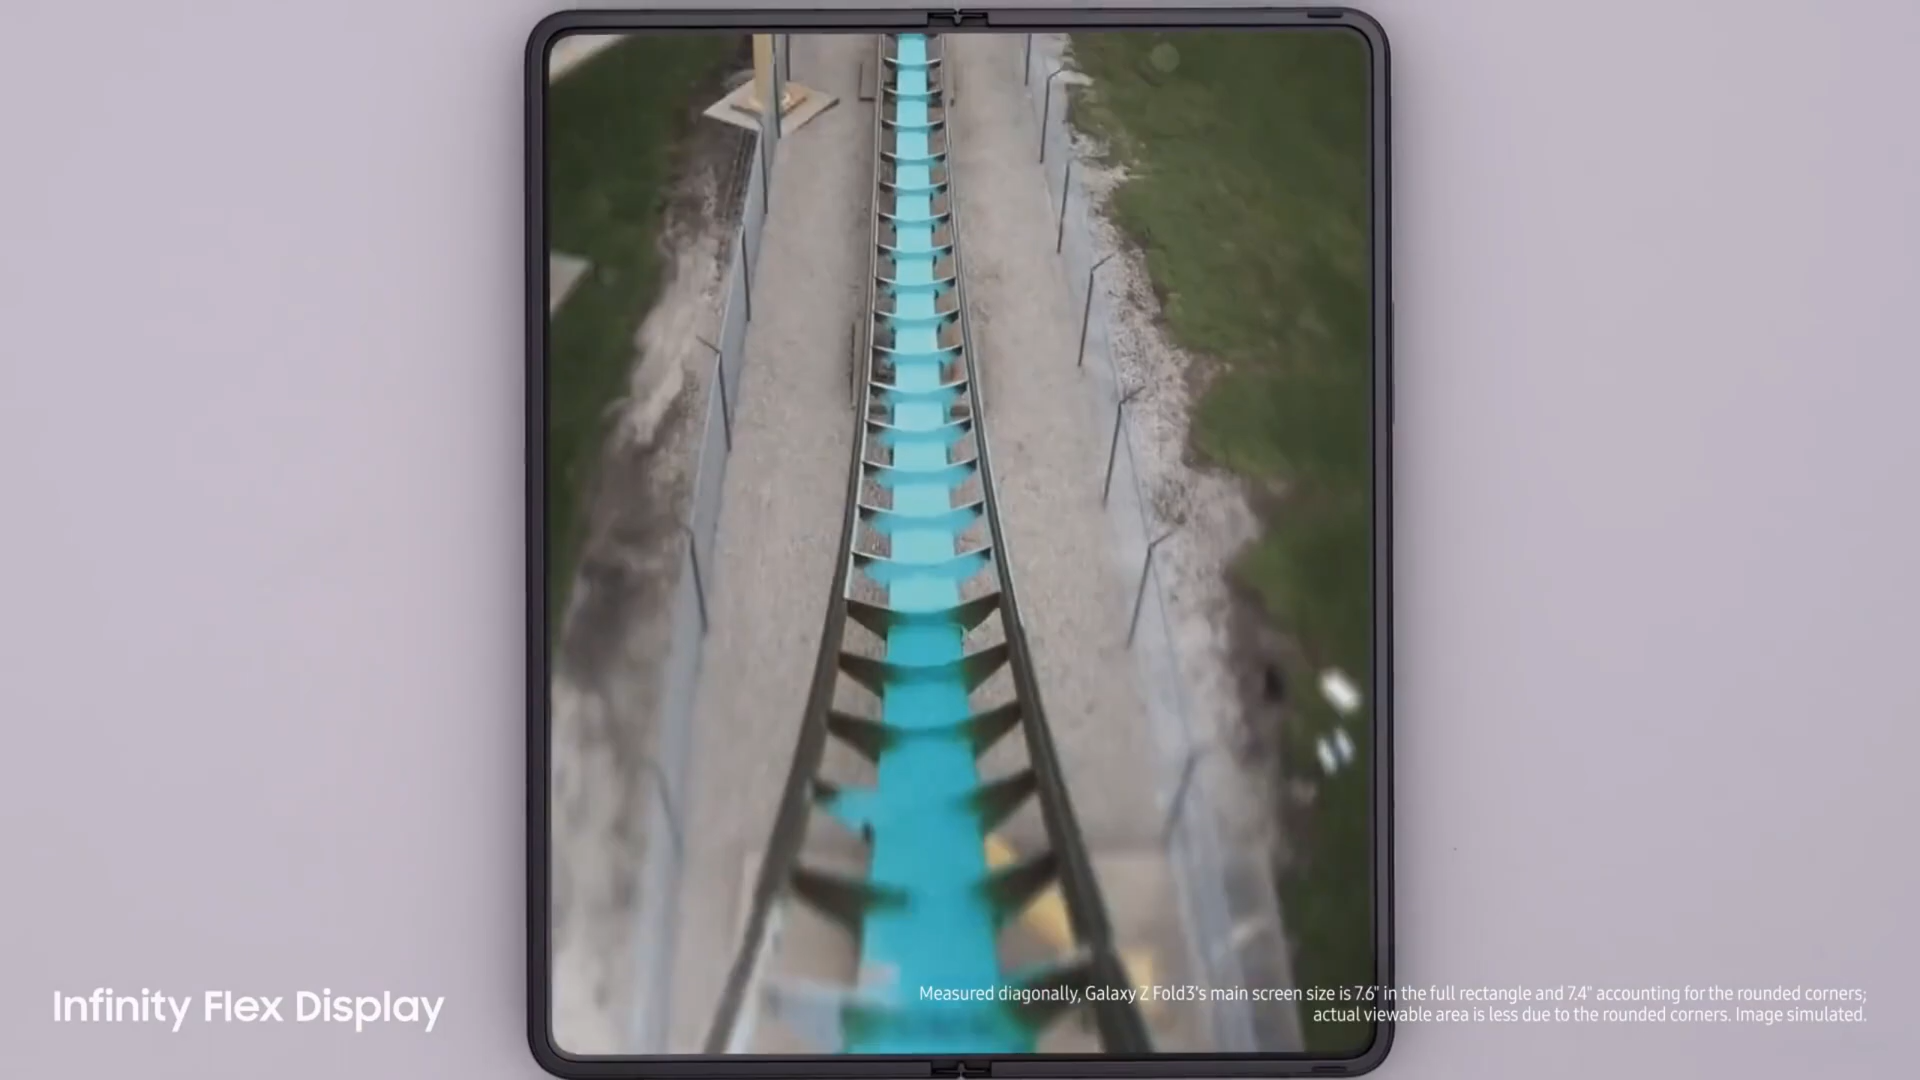 Infinity Flex Display
Measured diagonally, Galaxy Z Fold3's main screen size is 7.6" in the full rectangle and 7.4" accounting for the rounded corners;
actual viewable area is less due to the rounded corners. Image simulated.